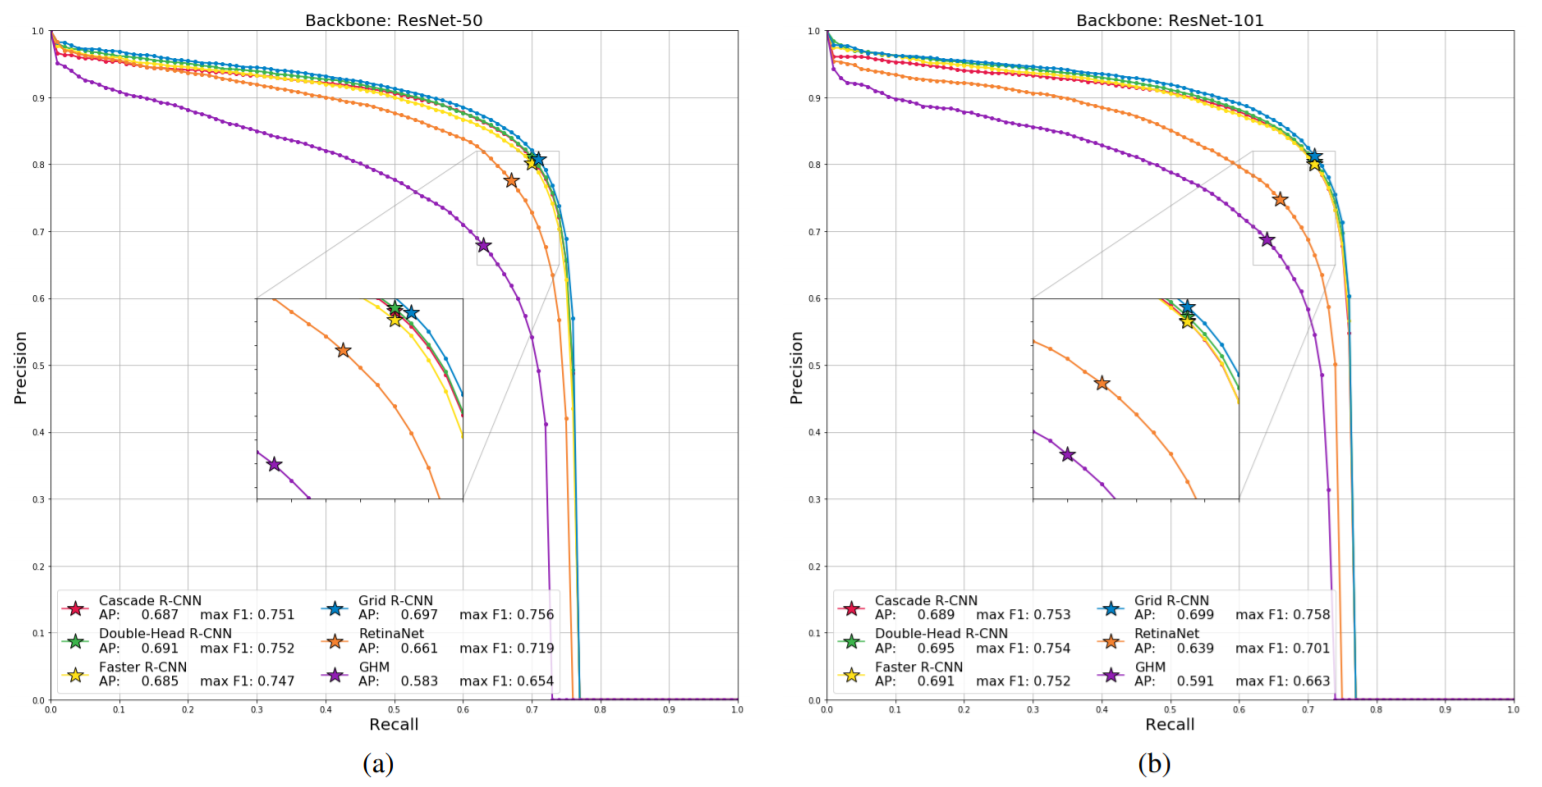 Backbone: ResNet-50
Precision
1.0
0.9
0.8
0.7
0.6
0.5
0.4
0.3
0.2
0.1
0.0
Cascade R-CNN
AP: 0.687 max F1: 0.751
Double-Head R-CNN
AP: 0.691 max F1: 0.752
Faster R-CNN
AP: 0.685 max F1: 0.747
Grid R-CNN
AP: 0.697 max F1: 0.756
RetinaNet
AP: 0.661 max F1: 0.719
GHM
AP: 0.583 max F1: 0.654
0.0 0.1 0.2 0.3 0.4 0.5 0.6 0.7 0.8 0.9 1.0
Recall
(a)
Backbone: ResNet-101
Precision
1.0
0.9
0.8
0.7
0.6
0.5
0.4
0.3
0.2
0.1
0.0
Cascade R-CNN
AP: 0.689 max F1: 0.753
Double-Head R-CNN
AP: 0.695 max F1: 0.754
Faster R-CNN
AP: 0.691 max F1: 0.752
Grid R-CNN
AP: 0.699 max F1: 0.758
RetinaNet
AP: 0.639 max F1: 0.701
GHM
AP: 0.591 max F1: 0.663
0.0 0.1 0.2 0.3 0.4 0.5 0.6 0.7 0.8 0.9 1.0
Recall
(b)